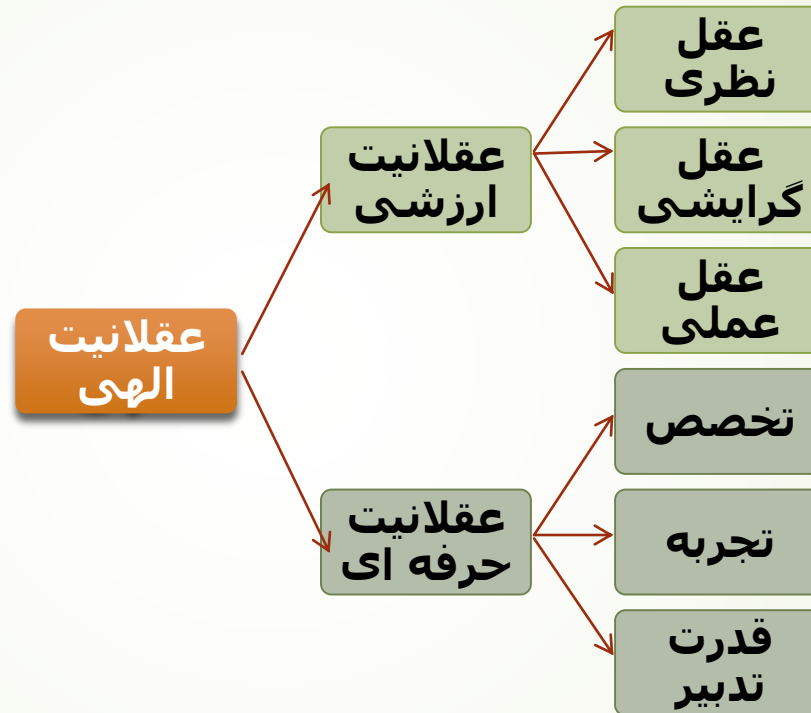 عقلانیت
الهی
عقلانیت
ارزشی
عقل
نظری
عقل
گرایشی
عقل
عملی
عقلانیت
حرفه ای
تخصص
تجربه
قدرت
تدبیر